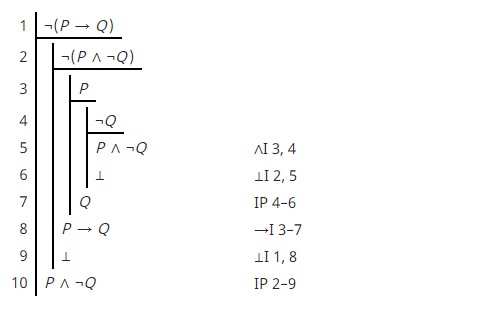 1 ¬(P → Q)
2 ¬(P ∧ ¬Q)
3 P
4 ¬Q
5 P ∧ ¬Q ∧I 3, 4
6 ⊥ ⊥I 2, 5
7 Q IP 4–6
8 P → Q →I 3–7
9 ⊥ ⊥I 1, 8
10 P ∧ ¬Q IP 2–9